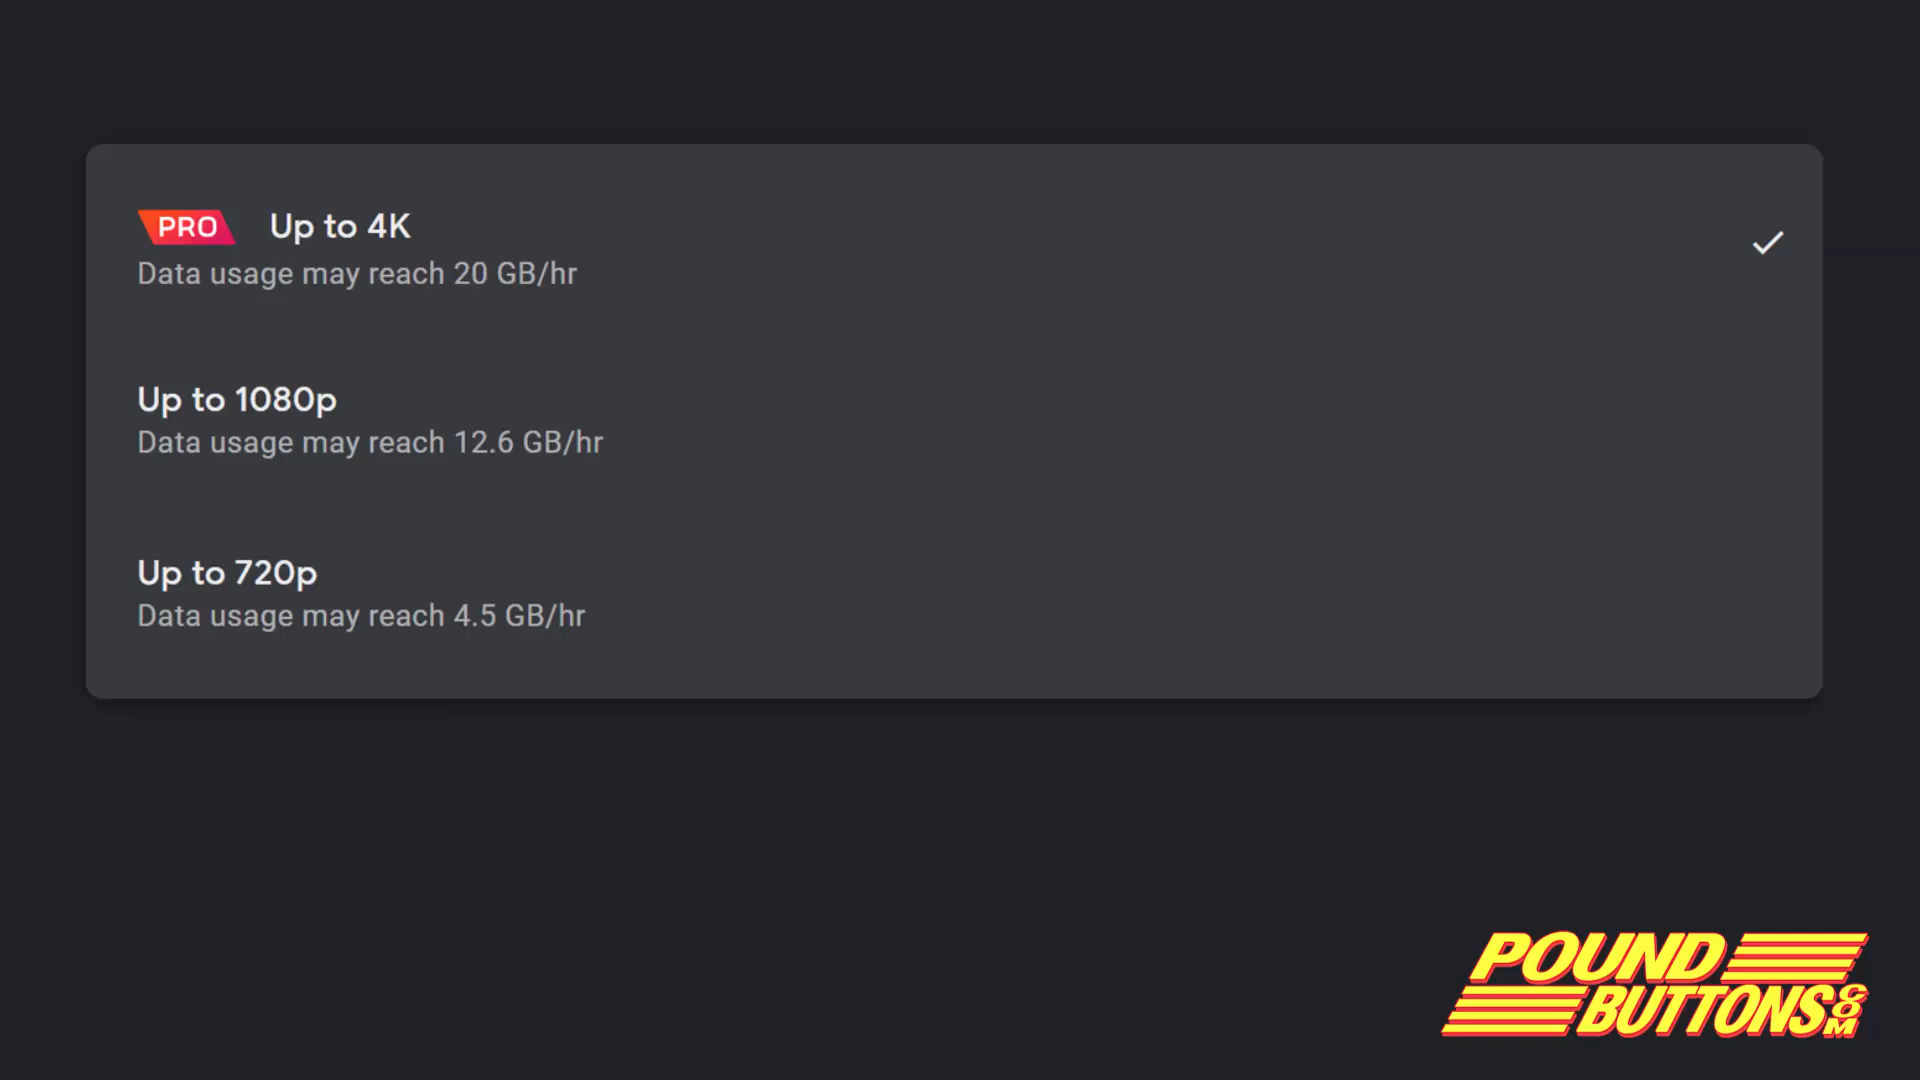 PRO Up to 4K
Data usage may reach 20 GB/hr
Up to 1080p
Data usage may reach 12.6 GB/hr
Up to 720p
Data usage may reach 4.5 GB/hr
POUND
BUTTONS COM